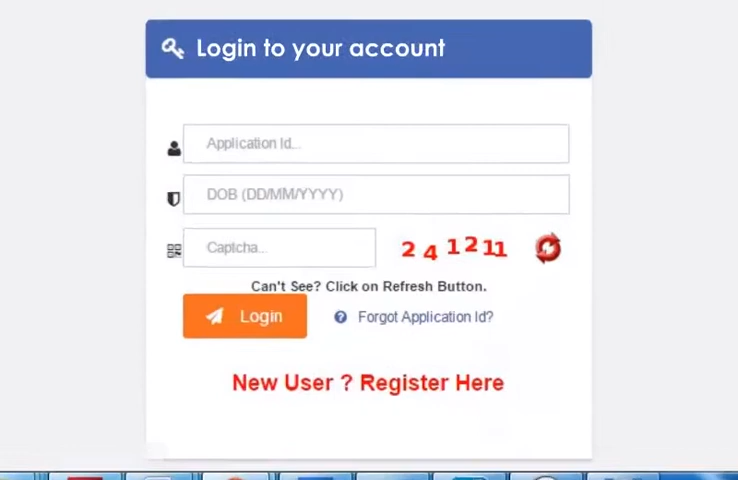 Login to your account
Application Id...
DOB (DD/MM/YYYY)
Captcha... 2 4 1 2 1 1
Can't See? Click on Refresh Button.
Login Forgot Application Id?
New User ? Register Here